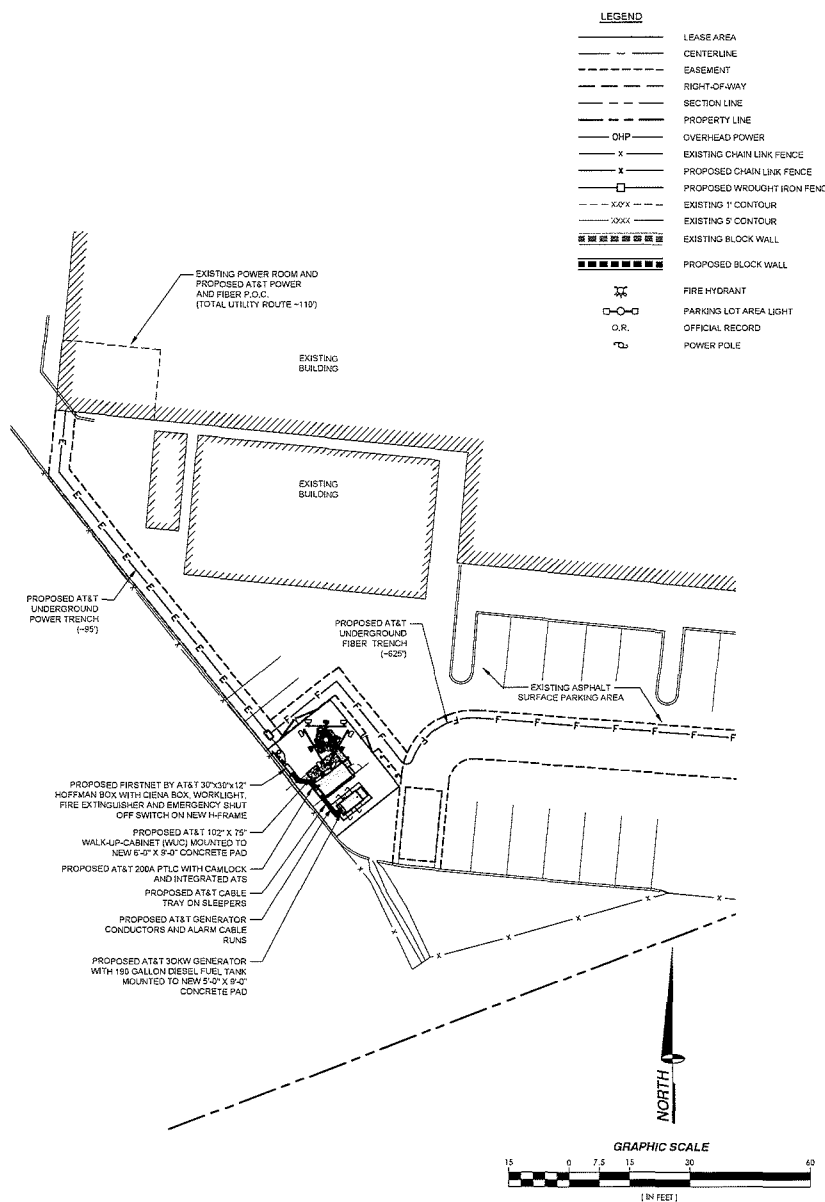 LEGEND
LEASE AREA
CENTERLINE
EASEMENT
RIGHT-OF-WAY
SECTION LINE
PROPERTY LINE
OHP
OVERHEAD POWER
x
EXISTING CHAIN LINK FENCE
x
PROPOSED CHAIN LINK FENCE
PROPOSED WROUGHT IRON FENC
XXXX
EXISTING 1' CONTOUR
XXXX
EXISTING 5' CONTOUR
EXISTING BLOCK WALL
PROPOSED BLOCK WALL
FIRE HYDRANT
PARKING LOT AREA LIGHT
O.R.
OFFICIAL RECORD
POWER POLE
EXISTING POWER ROOM AND
PROPOSED AT&T POWER
AND FIBER P.O.C.
(TOTAL UTILITY ROUTE ~110')
EXISTING
BUILDING
EXISTING
BUILDING
PROPOSED AT&T
UNDERGROUND
POWER TRENCH
(~95')
PROPOSED AT&T
UNDERGROUND
FIBER TRENCH
(~625')
EXISTING ASPHALT
SURFACE PARKING AREA
F F F F F F
PROPOSED FIRSTNET BY AT&T 30"x30"x12"
HOFFMAN BOX WITH CIENA BOX, WORKLIGHT,
FIRE EXTINGUISHER AND EMERGENCY SHUT
OFF SWITCH ON NEW H-FRAME
PROPOSED AT&T 102" X 75"
WALK-UP-CABINET (WUC) MOUNTED TO
NEW 6'-0" X 9'-0" CONCRETE PAD
PROPOSED AT&T 200A PTLC WITH CAMLOCK
AND INTEGRATED ATS
PROPOSED AT&T CABLE
TRAY ON SLEEPERS
PROPOSED AT&T GENERATOR
CONDUCTORS AND ALARM CABLE
RUNS
PROPOSED AT&T 30KW GENERATOR
WITH 190 GALLON DIESEL FUEL TANK
MOUNTED TO NEW 5'-0" X 9'-0"
CONCRETE PAD
NORTH
GRAPHIC SCALE
15 0 7.5 15 30 60
( IN FEET )